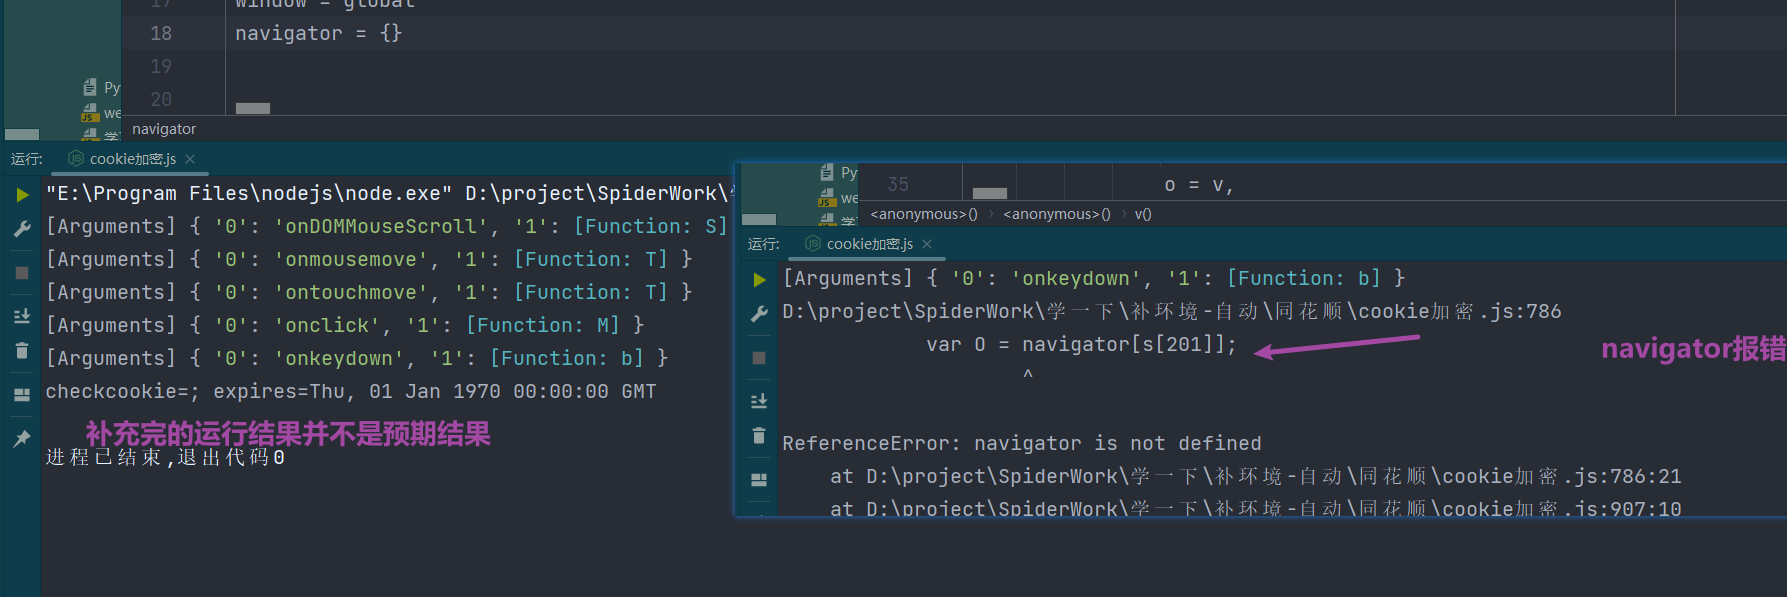 17 window = global
18 navigator = {}
19
20
Py
we
学
navigator
运行: cookie加密.js
"E:\Program Files\nodejs\node.exe" D:\project\SpiderWork\
[Arguments] { '0': 'onDOMMouseScroll', '1': [Function: S]
[Arguments] { '0': 'onmousemove', '1': [Function: T] }
[Arguments] { '0': 'ontouchmove', '1': [Function: T] }
[Arguments] { '0': 'onclick', '1': [Function: M] }
[Arguments] { '0': 'onkeydown', '1': [Function: b] }
checkcookie=; expires=Thu, 01 Jan 1970 00:00:00 GMT
补充完的运行结果并不是预期结果
进程已结束,退出代码0
Py
we
学
35 o = v,
<anonymous>() › <anonymous>() › v()
运行: cookie加密.js
[Arguments] { '0': 'onkeydown', '1': [Function: b] }
D:\project\SpiderWork\学一下\补环境-自动\同花顺\cookie加密.js:786
var O = navigator[s[201]];
^
navigator报错
ReferenceError: navigator is not defined
at D:\project\SpiderWork\学一下\补环境-自动\同花顺\cookie加密.js:786:21
at D:\project\SpiderWork\学一下\补环境-自动\同花顺\cookie加密.js:907:10